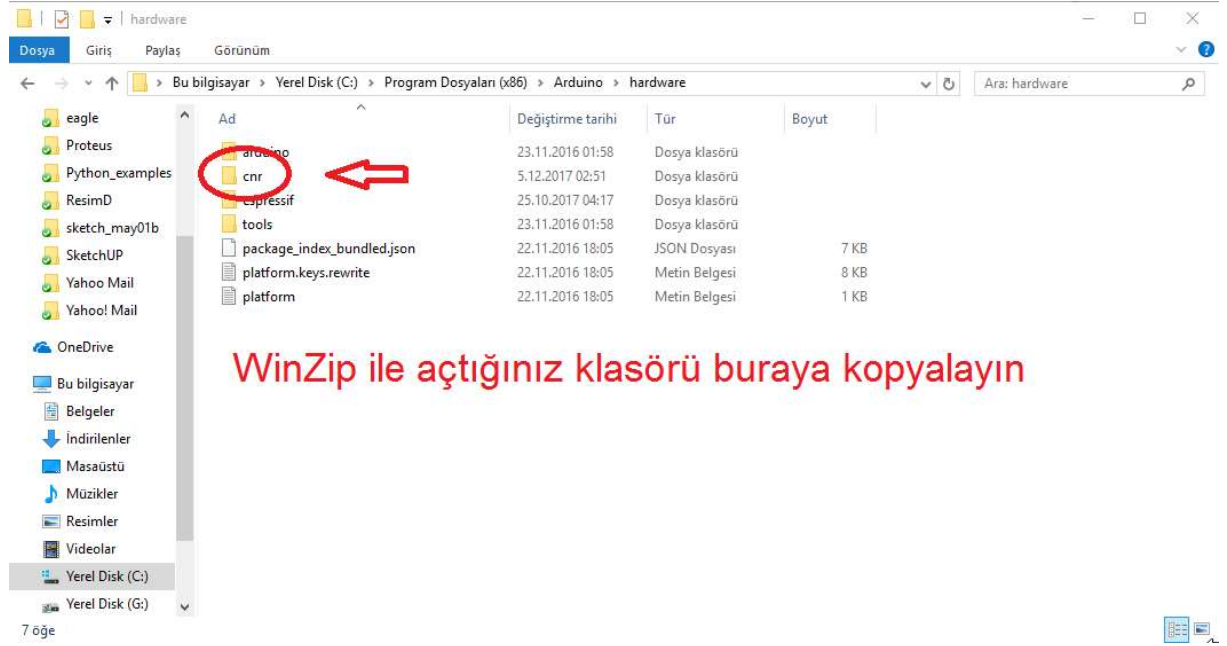 hardware
Dosya Giriş Paylaş Görünüm
Bu bilgisayar > Yerel Disk (C:) > Program Dosyaları (x86) > Arduino > hardware
Ara: hardware
eagle
Proteus
Python_examples
ResimD
sketch_may01b
SketchUP
Yahoo Mail
Yahoo! Mail
OneDrive
Bu bilgisayar
Belgeler
İndirilenler
Masaüstü
Müzikler
Resimler
Videolar
Yerel Disk (C:)
Yerel Disk (G:)
Ad Değiştirme tarihi Tür Boyut
arduino 23.11.2016 01:58 Dosya klasörü
cnr 5.12.2017 02:51 Dosya klasörü
espressif 25.10.2017 04:17 Dosya klasörü
tools 23.11.2016 01:58 Dosya klasörü
package_index_bundled.json 22.11.2016 18:05 JSON Dosyası 7 KB
platform.keys.rewrite 22.11.2016 18:05 Metin Belgesi 8 KB
platform 22.11.2016 18:05 Metin Belgesi 1 KB
WinZip ile açtığınız klasörü buraya kopyalayın
7 öğe